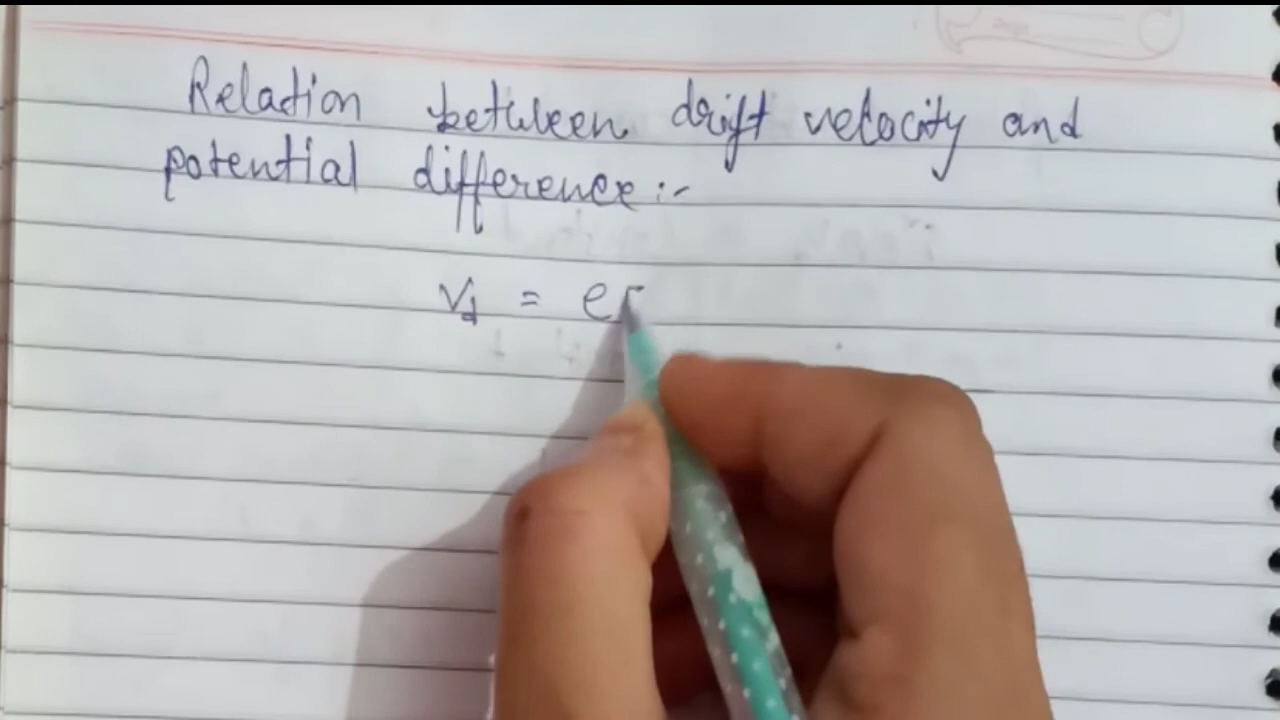 Relation between drift velocity and
potential difference :-
Vd = e